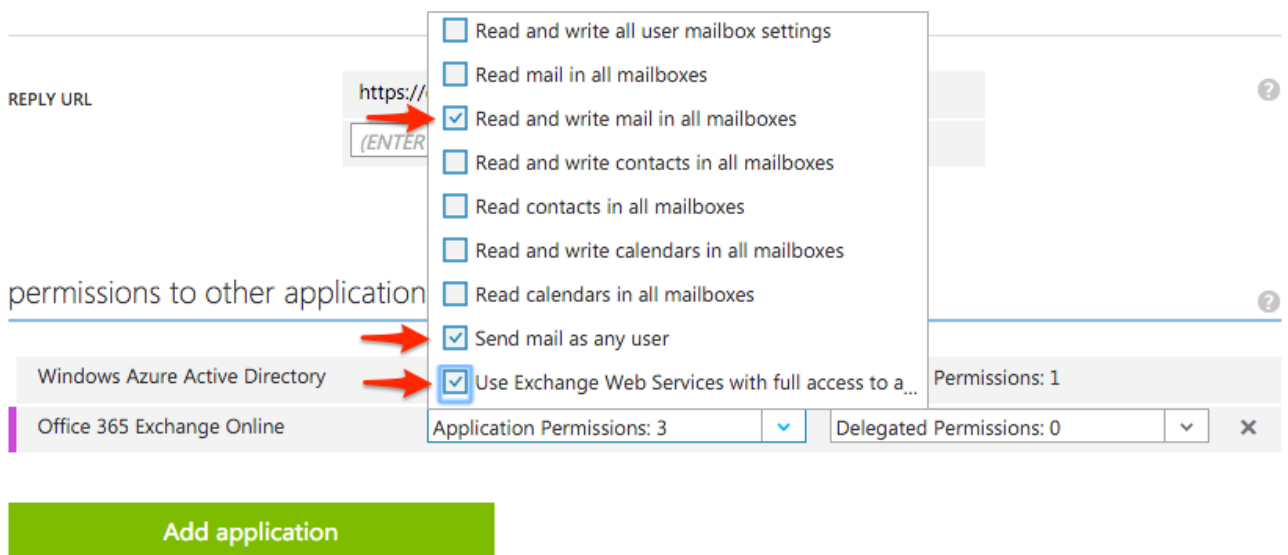 Read and write all user mailbox settings
Read mail in all mailboxes
REPLY URL
https://
Read and write mail in all mailboxes
(ENTER
Read and write contacts in all mailboxes
Read contacts in all mailboxes
Read and write calendars in all mailboxes
permissions to other application
Read calendars in all mailboxes
Send mail as any user
Windows Azure Active Directory
Use Exchange Web Services with full access to a...
Permissions: 1
Office 365 Exchange Online
Application Permissions: 3
Delegated Permissions: 0
Add application